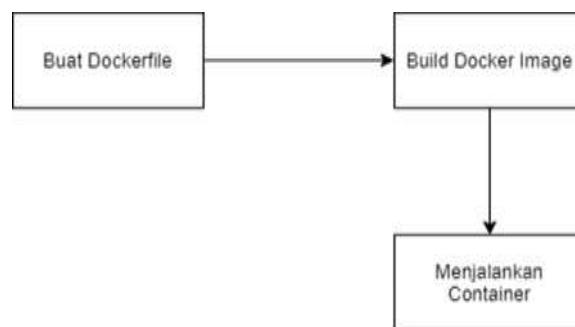 Buat Dockerfile
Build Docker Image
Menjalankan
Container